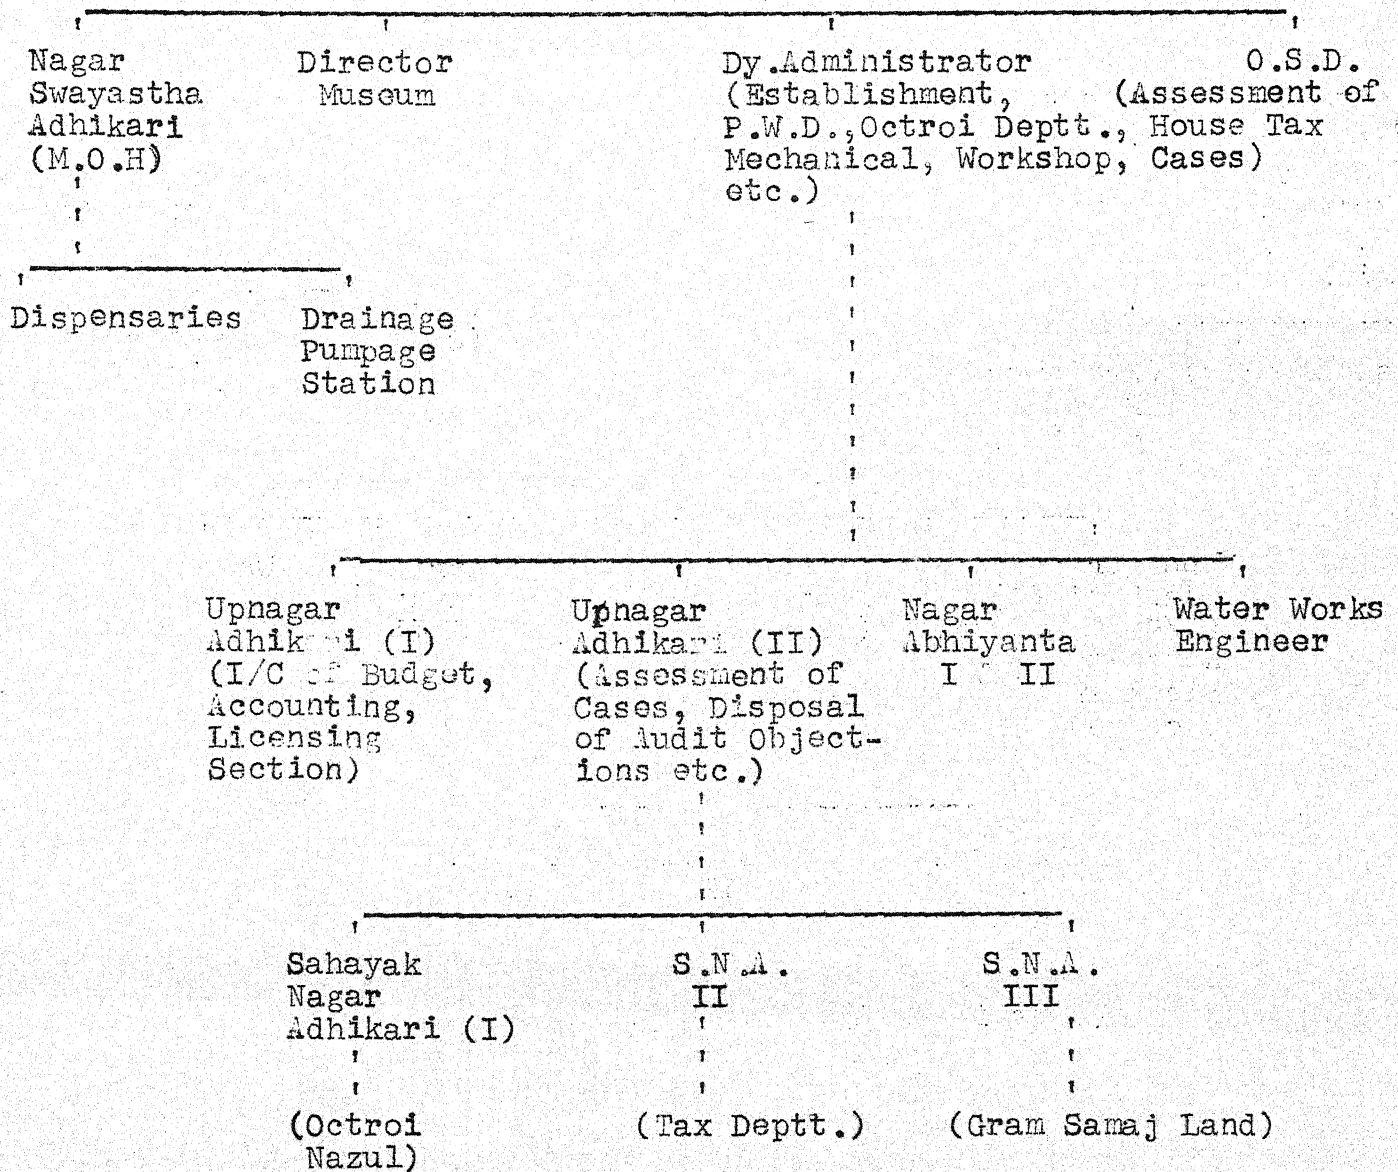 Nagar
Swayastha
Adhikari
(M.O.H)
Director
Museum
Dy.Administrator
(Establishment,
P.W.D.,Octroi Deptt.,
Mechanical, Workshop,
etc.)
O.S.D.
(Assessment of
House Tax
Cases)
Dispensaries
Drainage
Pumpage
Station
Upnagar
Adhikari (I)
(I/C of Budget,
Accounting,
Licensing
Section)
Upnagar
Adhikari (II)
(Assessment of
Cases, Disposal
of Audit Object-
ions etc.)
Nagar
Abhiyanta
I II
Water Works
Engineer
Sahayak
Nagar
Adhikari (I)
S.N.A.
II
S.N.A.
III
(Octroi
Nazul)
(Tax Deptt.)
(Gram Samaj Land)